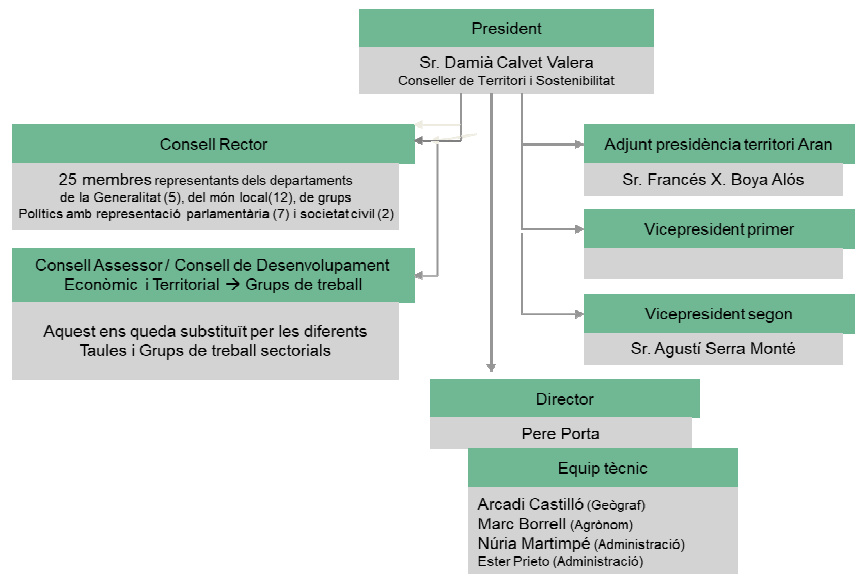 President
Sr. Damià Calvet Valera
Conseller de Territori i Sostenibilitat
Consell Rector
25 membres representants dels departaments
de la Generalitat (5), del món local(12), de grups
Polítics amb representació parlamentària (7) i societat civil (2)
Consell Assessor / Consell de Desenvolupament
Econòmic i Territorial → Grups de treball
Aquest ens queda substituït per les diferents
Taules i Grups de treball sectorials
Adjunt presidència territori Aran
Sr. Francés X. Boya Alós
Vicepresident primer
Vicepresident segon
Sr. Agustí Serra Monté
Director
Pere Porta
Equip tècnic
Arcadi Castilló (Geògraf)
Marc Borrell (Agrònom)
Núria Martimpé (Administració)
Ester Prieto (Administració)